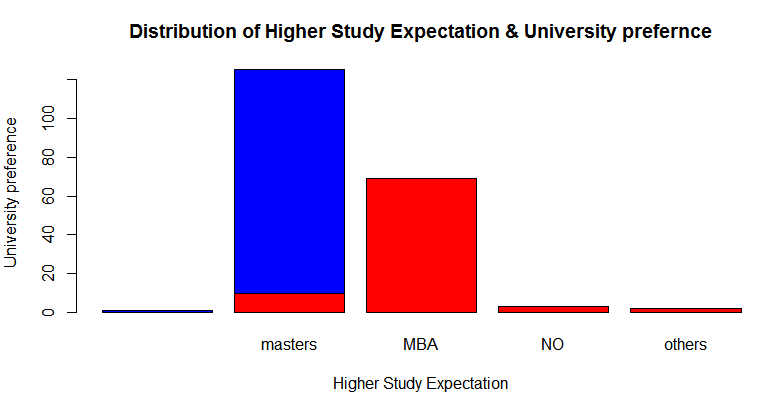 Distribution of Higher Study Expectation & University prefernce
University preference
100
80
60
40
20
0
masters MBA NO others
Higher Study Expectation